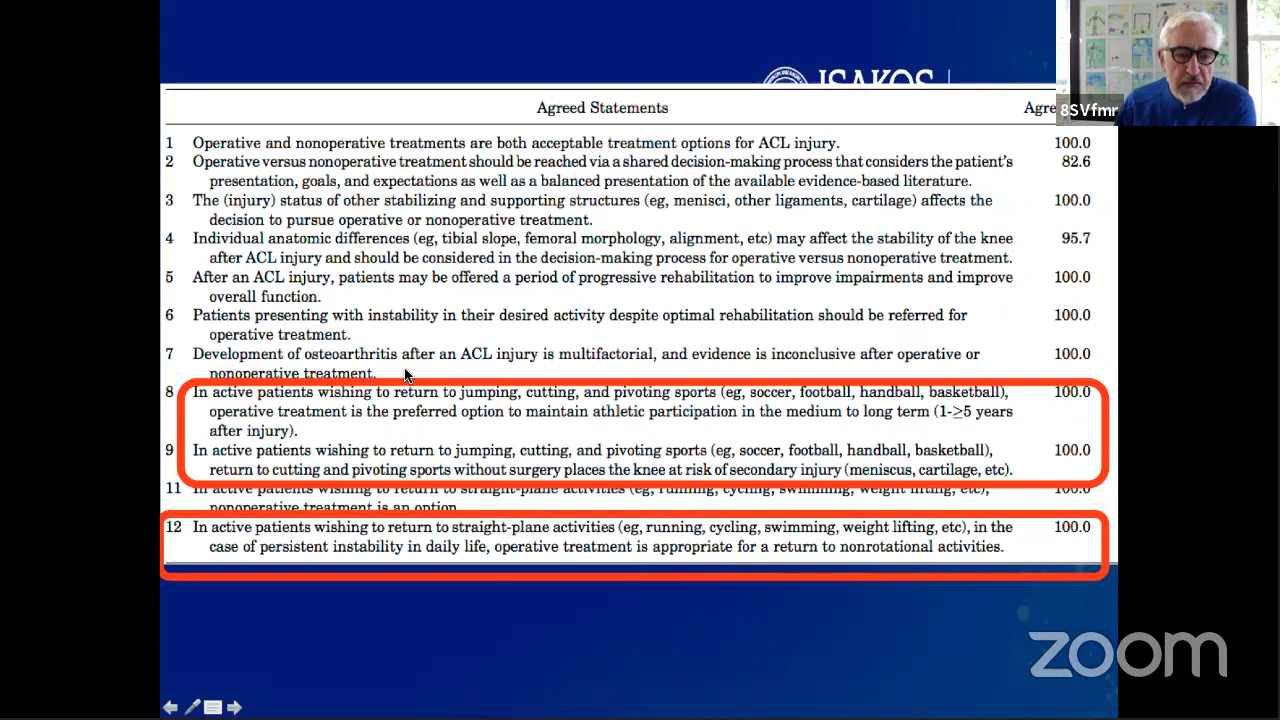 ISAKOS
8SVfmr
Agreed Statements
Agre
1 Operative and nonoperative treatments are both acceptable treatment options for ACL injury. 100.0
2 Operative versus nonoperative treatment should be reached via a shared decision-making process that considers the patient's 82.6
presentation, goals, and expectations as well as a balanced presentation of the available evidence-based literature.
3 The (injury) status of other stabilizing and supporting structures (eg, menisci, other ligaments, cartilage) affects the 100.0
decision to pursue operative or nonoperative treatment.
4 Individual anatomic differences (eg, tibial slope, femoral morphology, alignment, etc) may affect the stability of the knee 95.7
after ACL injury and should be considered in the decision-making process for operative versus nonoperative treatment.
5 After an ACL injury, patients may be offered a period of progressive rehabilitation to improve impairments and improve 100.0
overall function.
6 Patients presenting with instability in their desired activity despite optimal rehabilitation should be referred for 100.0
operative treatment.
7 Development of osteoarthritis after an ACL injury is multifactorial, and evidence is inconclusive after operative or 100.0
nonoperative treatment.
8 In active patients wishing to return to jumping, cutting, and pivoting sports (eg, soccer, football, handball, basketball), 100.0
operative treatment is the preferred option to maintain athletic participation in the medium to long term (1-≥5 years
after injury).
9 In active patients wishing to return to jumping, cutting, and pivoting sports (eg, soccer, football, handball, basketball), 100.0
return to cutting and pivoting sports without surgery places the knee at risk of secondary injury (meniscus, cartilage, etc).
11 In active patients wishing to return to straight-plane activities (eg, running, cycling, swimming, weight lifting, etc), 100.0
nonoperative treatment is an option.
12 In active patients wishing to return to straight-plane activities (eg, running, cycling, swimming, weight lifting, etc), in the 100.0
case of persistent instability in daily life, operative treatment is appropriate for a return to nonrotational activities.
zoom